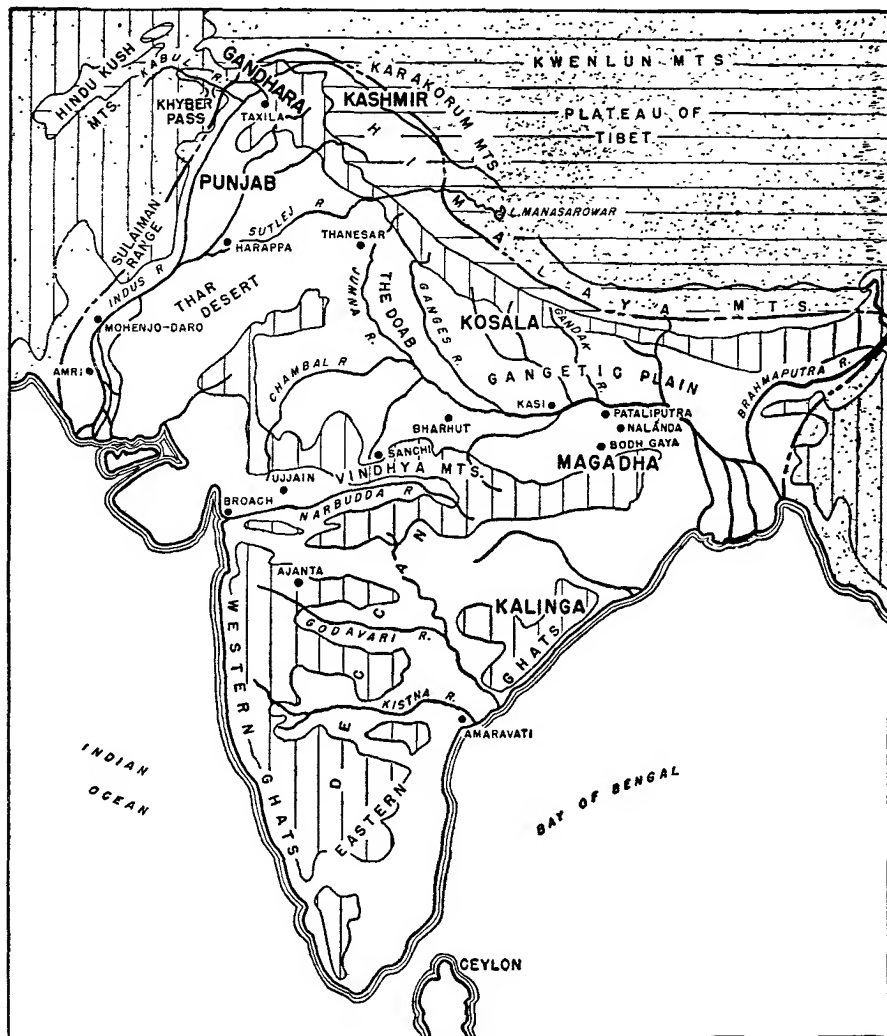 HINDU KUSH
MTS.
KABUL R.
GANDHARA
KHYBER
PASS
TAXILA
KASHMIR
KARAKORUM MTS.
KWENLUN MTS
PLATEAU OF
TIBET
PUNJAB
HIMALAYA MTS.
L.MANASAROWAR
SULAIMAN
RANGE
SUTLEJ R
HARAPPA
THANESAR
INDUS R
THAR
DESERT
MOHENJO-DARO
JUMNA
R.
THE DOAB
GANGES R.
KOSALA
GANDAK
R.
AMRI
CHAMBAL R
GANGETIC PLAIN
BRAHMAPUTRA R.
KASI
PATALIPUTRA
NALANDA
BODH GAYA
BHARHUT
SANCHI
MAGADHA
UJJAIN
VINDHYA MTS.
BROACH
NARBUDDA R
AJANTA
DECCAN
KALINGA
GODAVARI R.
WESTERN GHATS
EASTERN GHATS
KISTNA R.
AMARAVATI
INDIAN
OCEAN
BAY OF BENGAL
CEYLON